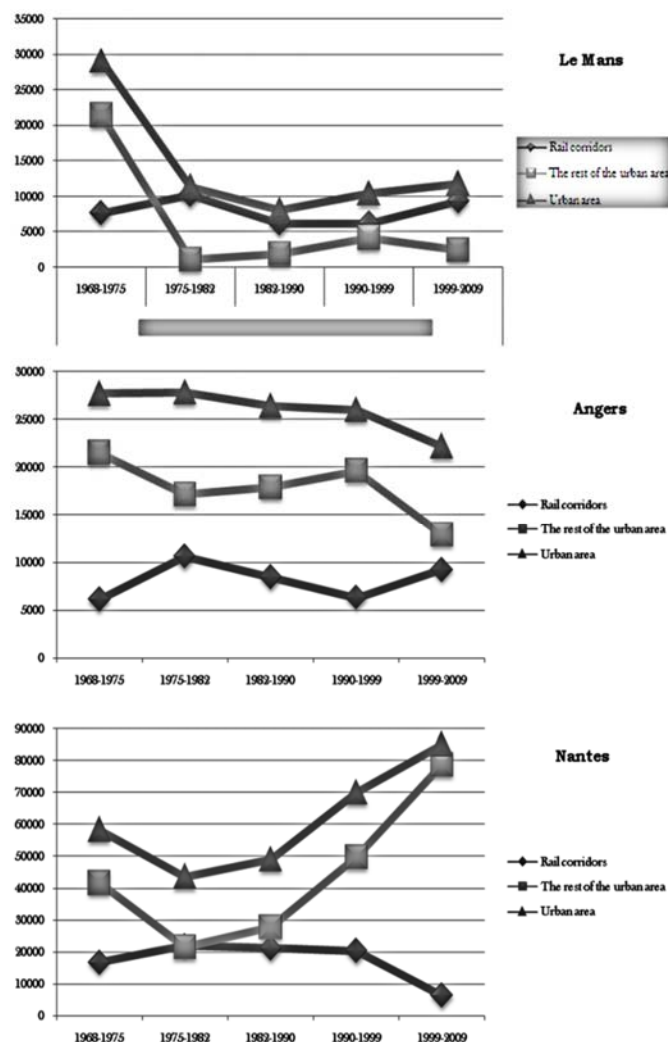 35000
Le Mans
30000
25000
20000
Rail corridors
15000
The rest of the urban area
10000
Urban area
5000
0
1968-1975 1975-1982 1982-1990 1990-1999 1999-2009
30000
Angers
25000
20000
Rail corridors
15000
The rest of the urban area
Urban area
10000
5000
0
1968-1975 1975-1982 1982-1990 1990-1999 1999-2009
90000
Nantes
80000
70000
60000
50000
Rail corridors
40000
The rest of the urban area
30000
Urban area
20000
10000
0
1968-1975 1975-1982 1982-1990 1990-1999 1999-2009